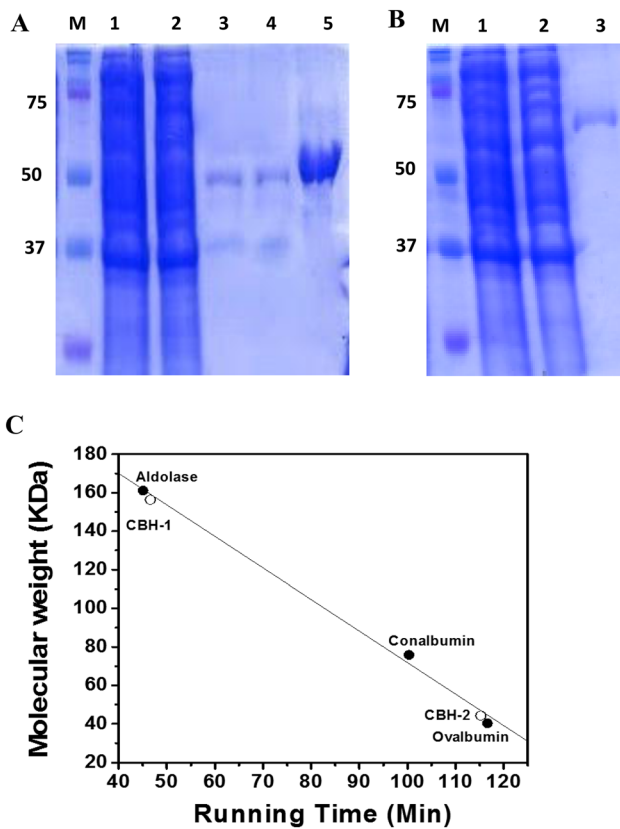 A
M 1 2 3 4 5
75
50
37
B
M 1 2 3
75
50
37
C
Molecular weight (KDa)
180
160
140
120
100
80
60
40
20
Aldolase
CBH-1
Conalbumin
CBH-2
Ovalbumin
40 50 60 70 80 90 100 110 120
Running Time (Min)